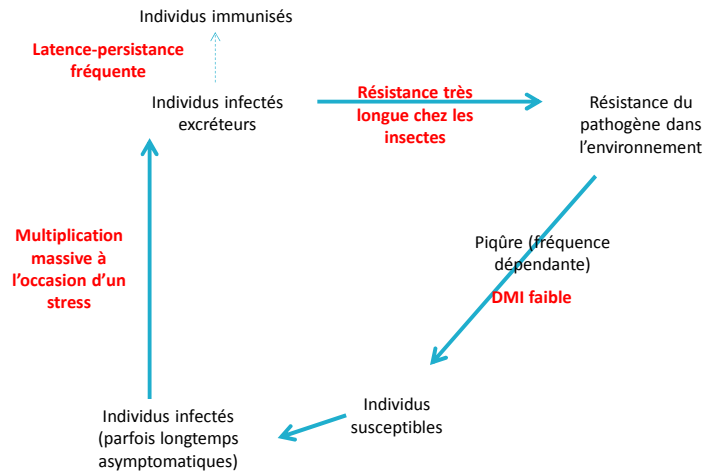 Individus immunisés
Latence-persistance
fréquente
Individus infectés
excréteurs
Résistance très
longue chez les
insectes
Résistance du
pathogène dans
l’environnement
Multiplication
massive à
l’occasion d’un
stress
Piqûre (fréquence
dépendante)
DMI faible
Individus
susceptibles
Individus infectés
(parfois longtemps
asymptomatiques)